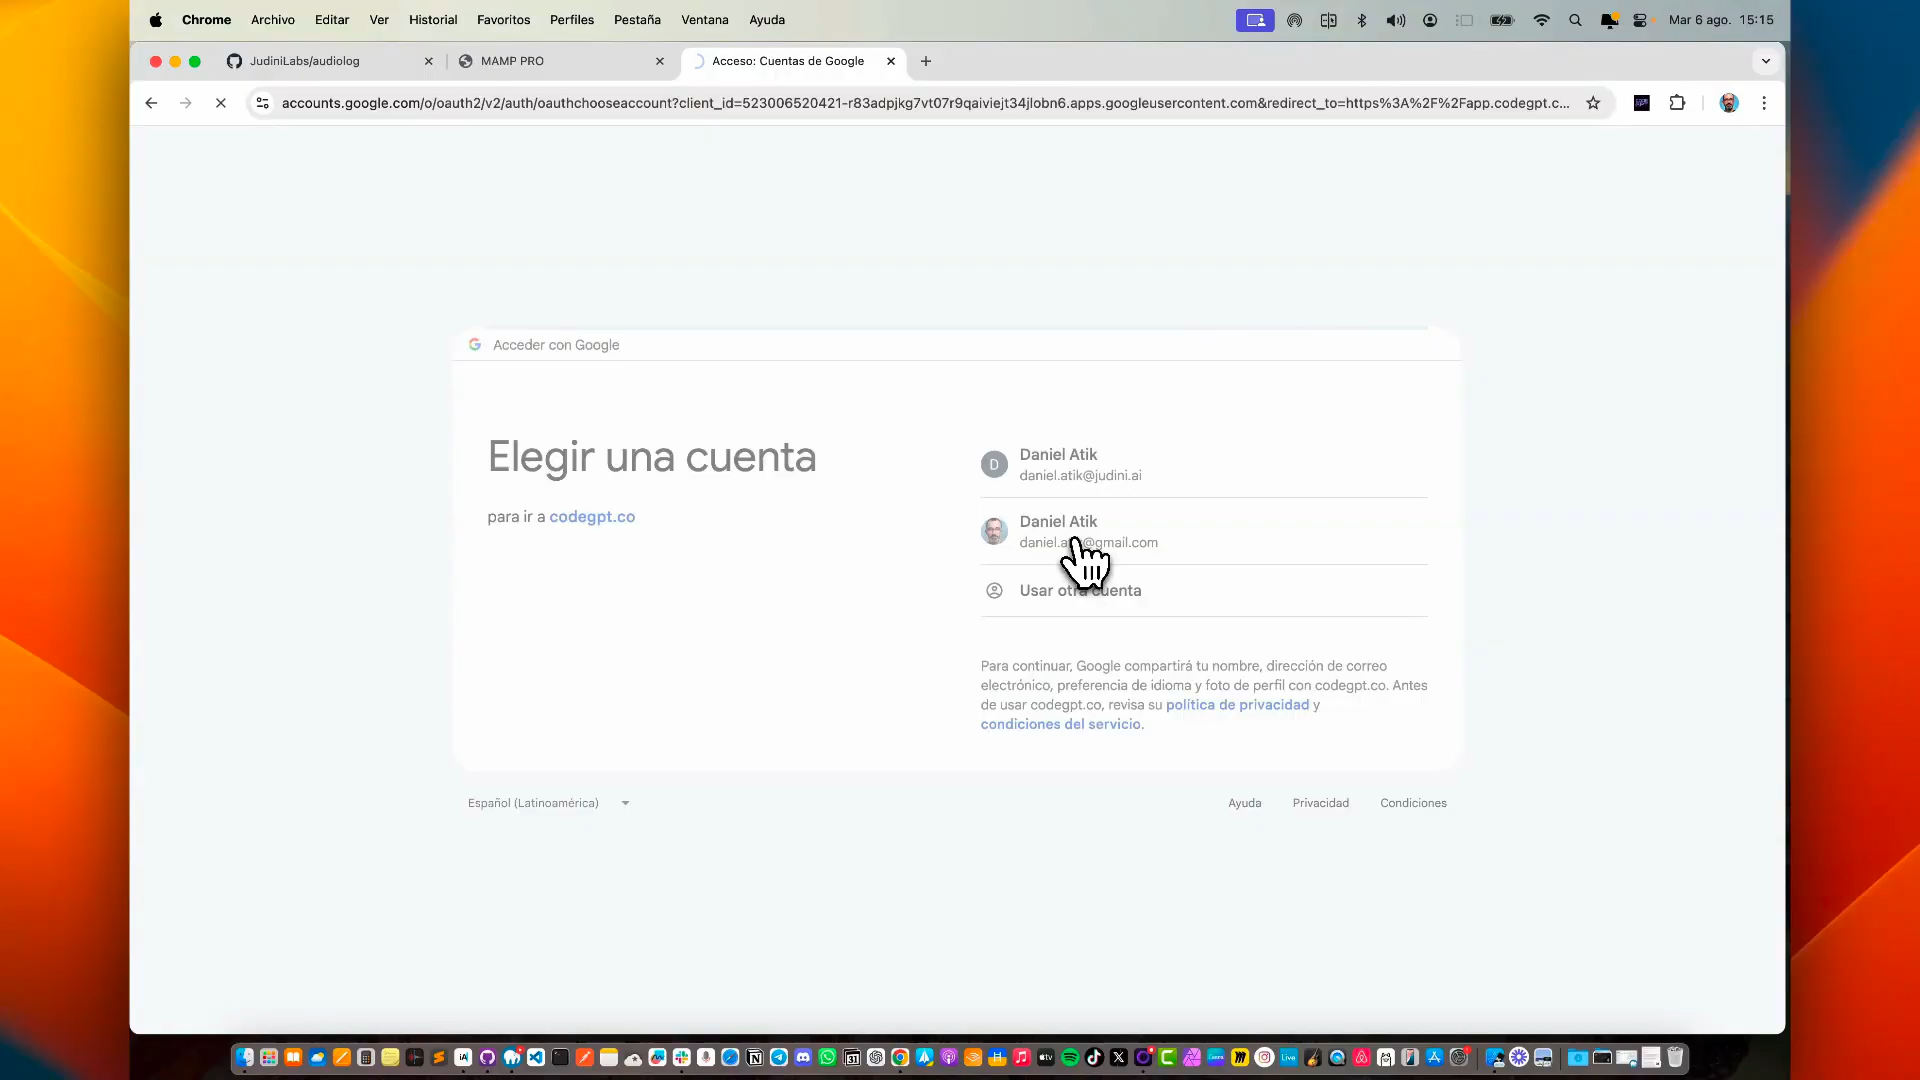 Chrome Archivo Editar Ver Historial Favoritos Perfiles Pestaña Ventana Ayuda Mar 6 ago. 15:15
JudiniLabs/audiolog MAMP PRO Acceso: Cuentas de Google
accounts.google.com/o/oauth2/v2/auth/oauthchooseaccount?client_id=523006520421-r83adpjkg7vt07r9qaiviejt34jlobn6.apps.googleusercontent.com&redirect_to=https%3A%2F%2Fapp.codegpt.c...
Acceder con Google
Elegir una cuenta
para ir a codegpt.co
D
Daniel Atik
daniel.atik@judini.ai
Daniel Atik
@gmail.com
Usar otra cuenta
Para continuar, Google compartirá tu nombre, dirección de correo
electrónico, preferencia de idioma y foto de perfil con codegpt.co. Antes
de usar codegpt.co, revisa su política de privacidad y
condiciones del servicio.
Español (Latinoamérica) Ayuda Privacidad Condiciones